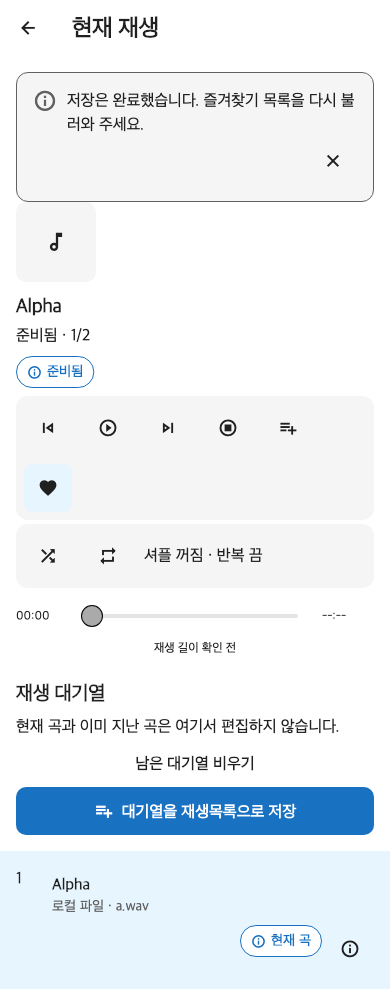 현재 재생
저장은 완료했습니다. 즐겨찾기 목록을 다시 불
러와 주세요.
Alpha
준비됨 · 1/2
준비됨
셔플 꺼짐 · 반복 끔
00:00
--:--
재생 길이 확인 전
재생 대기열
현재 곡과 이미 지난 곡은 여기서 편집하지 않습니다.
남은 대기열 비우기
대기열을 재생목록으로 저장
1
Alpha
로컬 파일 · a.wav
현재 곡